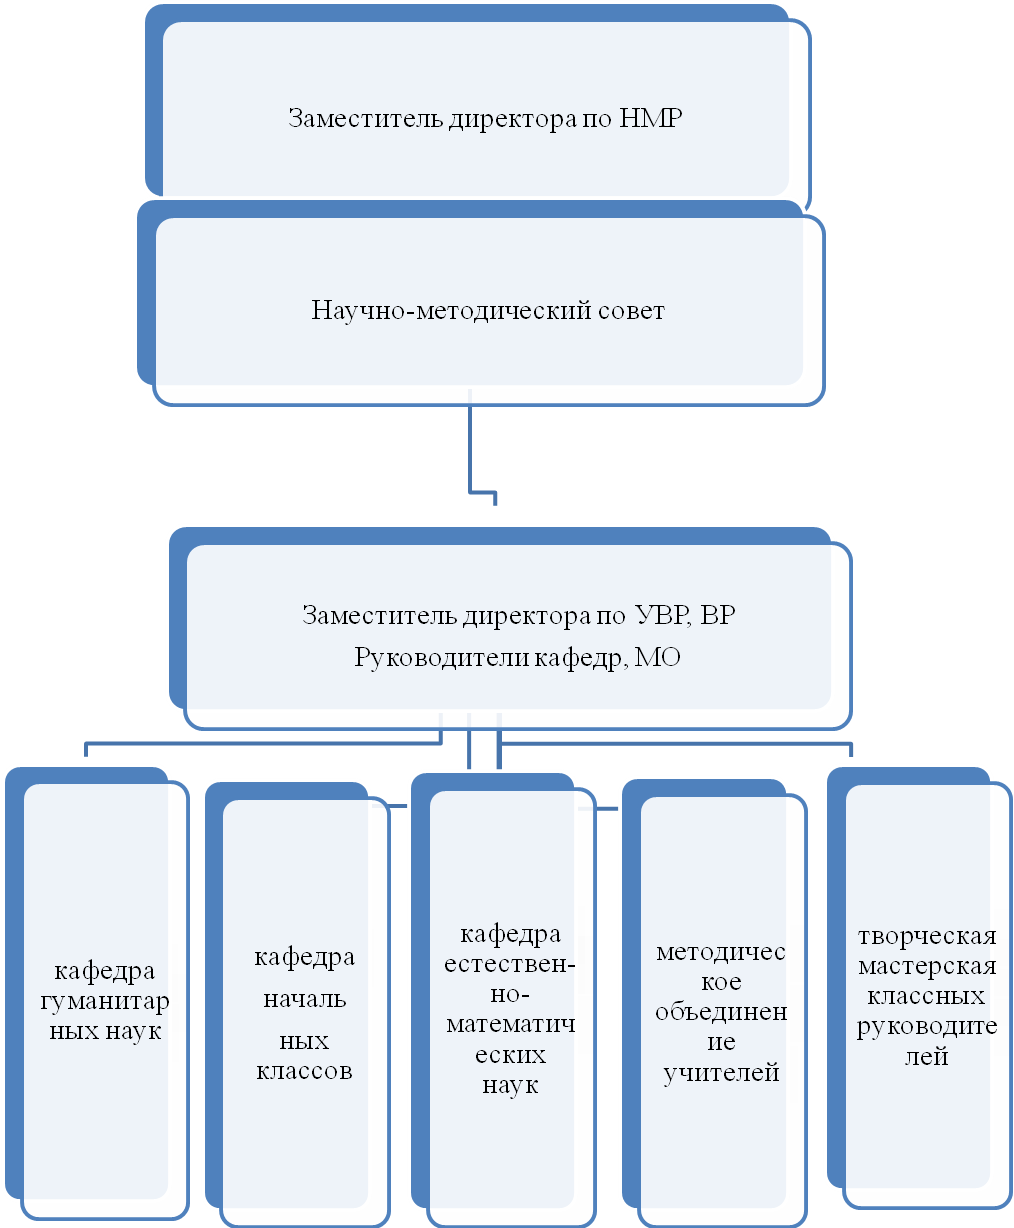 Заместитель директора по НМР
Научно-методический совет
Заместитель директора по УВР, ВР
Руководители кафедр, МО
кафедра
гуманитар
ных наук
кафедра
началь
ных
классов
кафедра
естествен-
но-
математич
еских
наук
методичес
кое
объединен
ие
учителей
творческая
мастерская
классных
руководите
лей